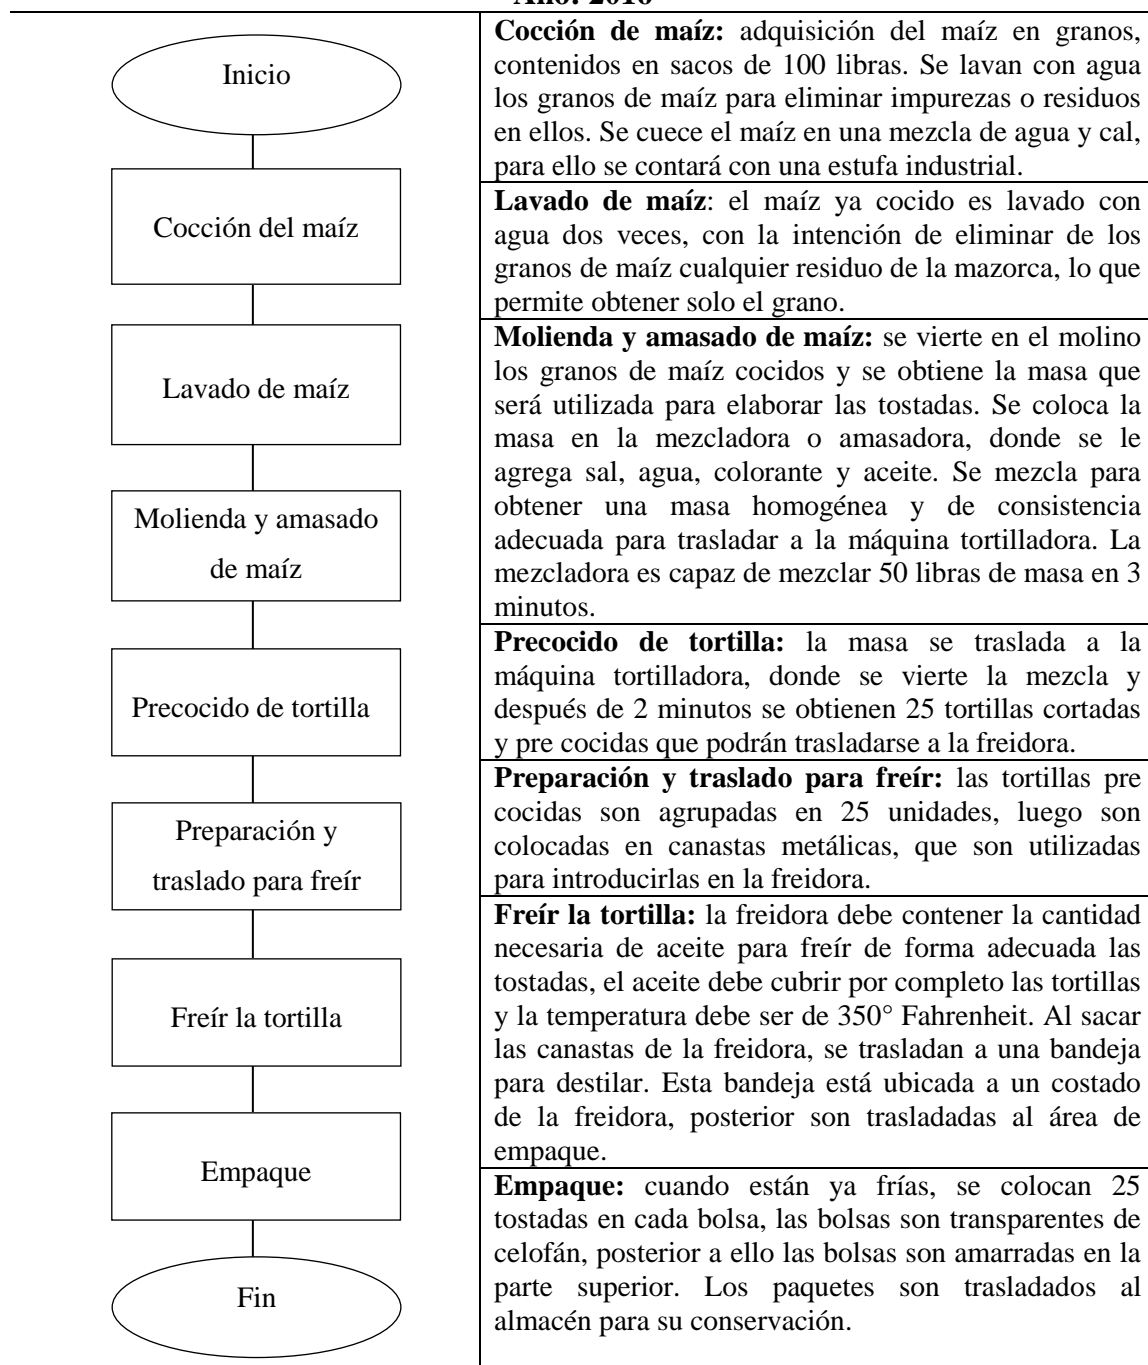 Inicio
Cocción del maíz
Lavado de maíz
Molienda y amasado
de maíz
Precocido de tortilla
Preparación y
traslado para freír
Freír la tortilla
Empaque
Fin
Cocción de maíz: adquisición del maíz en granos,
contenidos en sacos de 100 libras. Se lavan con agua
los granos de maíz para eliminar impurezas o residuos
en ellos. Se cuece el maíz en una mezcla de agua y cal,
para ello se contará con una estufa industrial.
Lavado de maíz: el maíz ya cocido es lavado con
agua dos veces, con la intención de eliminar de los
granos de maíz cualquier residuo de la mazorca, lo que
permite obtener solo el grano.
Molienda y amasado de maíz: se vierte en el molino
los granos de maíz cocidos y se obtiene la masa que
será utilizada para elaborar las tostadas. Se coloca la
masa en la mezcladora o amasadora, donde se le
agrega sal, agua, colorante y aceite. Se mezcla para
obtener una masa homogénea y de consistencia
adecuada para trasladar a la máquina tortilladora. La
mezcladora es capaz de mezclar 50 libras de masa en 3
minutos.
Precocido de tortilla: la masa se traslada a la
máquina tortilladora, donde se vierte la mezcla y
después de 2 minutos se obtienen 25 tortillas cortadas
y pre cocidas que podrán trasladarse a la freidora.
Preparación y traslado para freír: las tortillas pre
cocidas son agrupadas en 25 unidades, luego son
colocadas en canastas metálicas, que son utilizadas
para introducirlas en la freidora.
Freír la tortilla: la freidora debe contener la cantidad
necesaria de aceite para freír de forma adecuada las
tostadas, el aceite debe cubrir por completo las tortillas
y la temperatura debe ser de 350° Fahrenheit. Al sacar
las canastas de la freidora, se trasladan a una bandeja
para destilar. Esta bandeja está ubicada a un costado
de la freidora, posterior son trasladadas al área de
empaque.
Empaque: cuando están ya frías, se colocan 25
tostadas en cada bolsa, las bolsas son transparentes de
celofán, posterior a ello las bolsas son amarradas en la
parte superior. Los paquetes son trasladados al
almacén para su conservación.